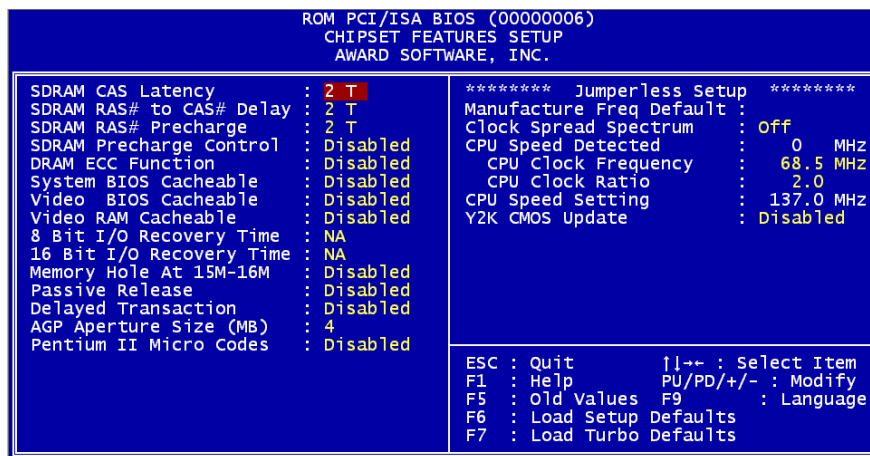 ROM PCI/ISA BIOS (00000006)
CHIPSET FEATURES SETUP
AWARD SOFTWARE, INC.
SDRAM CAS Latency : 2 T
SDRAM RAS# to CAS# Delay : 2 T
SDRAM RAS# Precharge : 2 T
SDRAM Precharge Control : Disabled
DRAM ECC Function : Disabled
System BIOS Cacheable : Disabled
Video BIOS Cacheable : Disabled
Video RAM Cacheable : Disabled
8 Bit I/O Recovery Time : NA
16 Bit I/O Recovery Time : NA
Memory Hole At 15M-16M : Disabled
Passive Release : Disabled
Delayed Transaction : Disabled
AGP Aperture Size (MB) : 4
Pentium II Micro Codes : Disabled
******** Jumperless Setup ********
Manufacture Freq Default :
Clock Spread Spectrum : Off
CPU Speed Detected : 0 MHz
CPU Clock Frequency : 68.5 MHz
CPU Clock Ratio : 2.0
CPU Speed Setting : 137.0 MHz
Y2K CMOS Update : Disabled
ESC : Quit ↑↓→← : Select Item
F1 : Help PU/PD/+/- : Modify
F5 : Old Values F9 : Language
F6 : Load Setup Defaults
F7 : Load Turbo Defaults